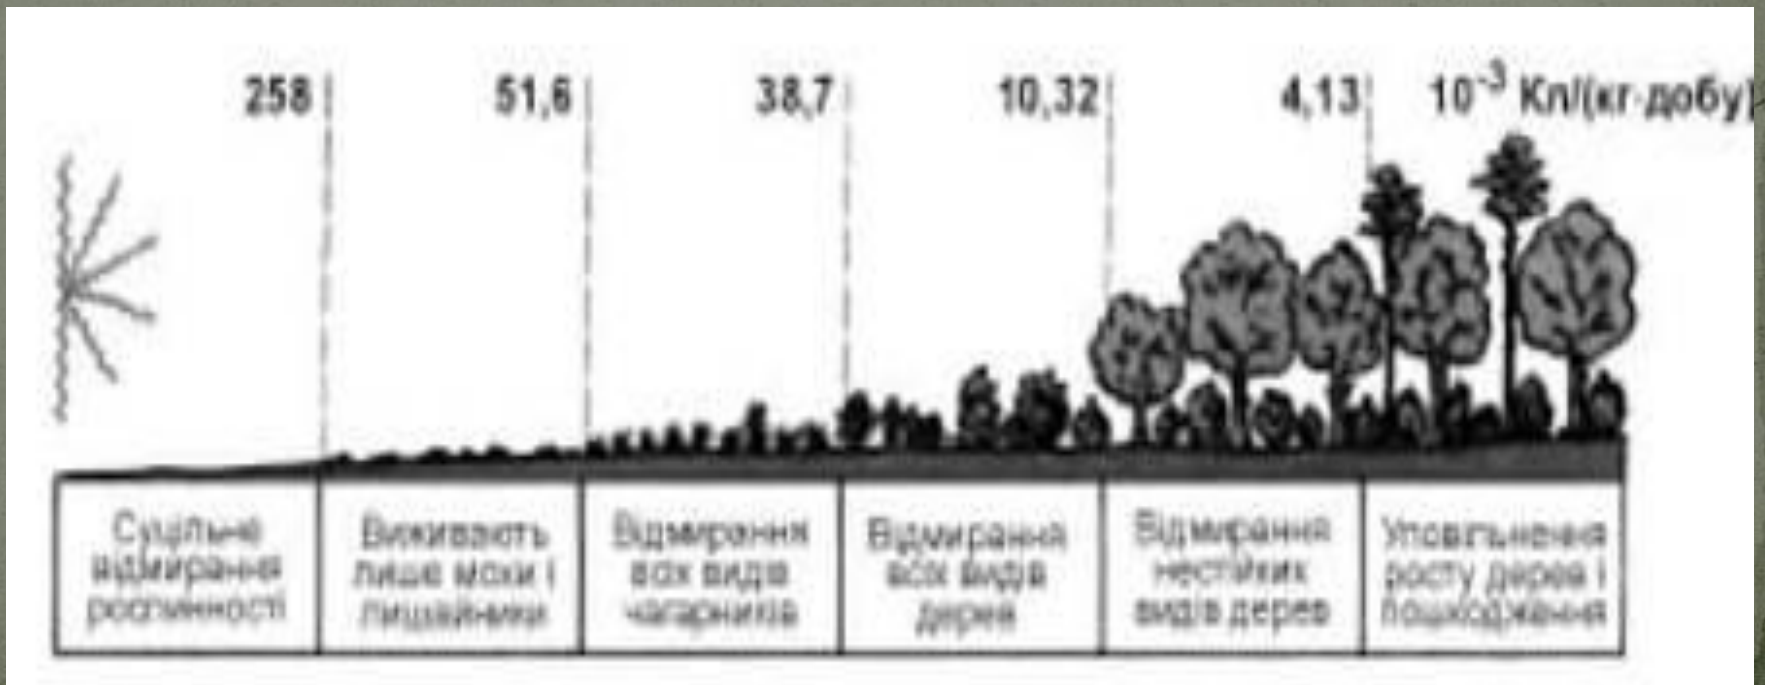 258 51,6 38,7 10,32 4,13 10⁻³ Кл/(кг·добу)
Суцільне
відмирання
рослинності
Виживають
лише мохи і
лишайники
Відмирання
всіх видів
чагарників
Відмирання
всіх видів
дерев
Відмирання
нестійких
видів дерев
Уповільнення
росту дерев і
пошкодження